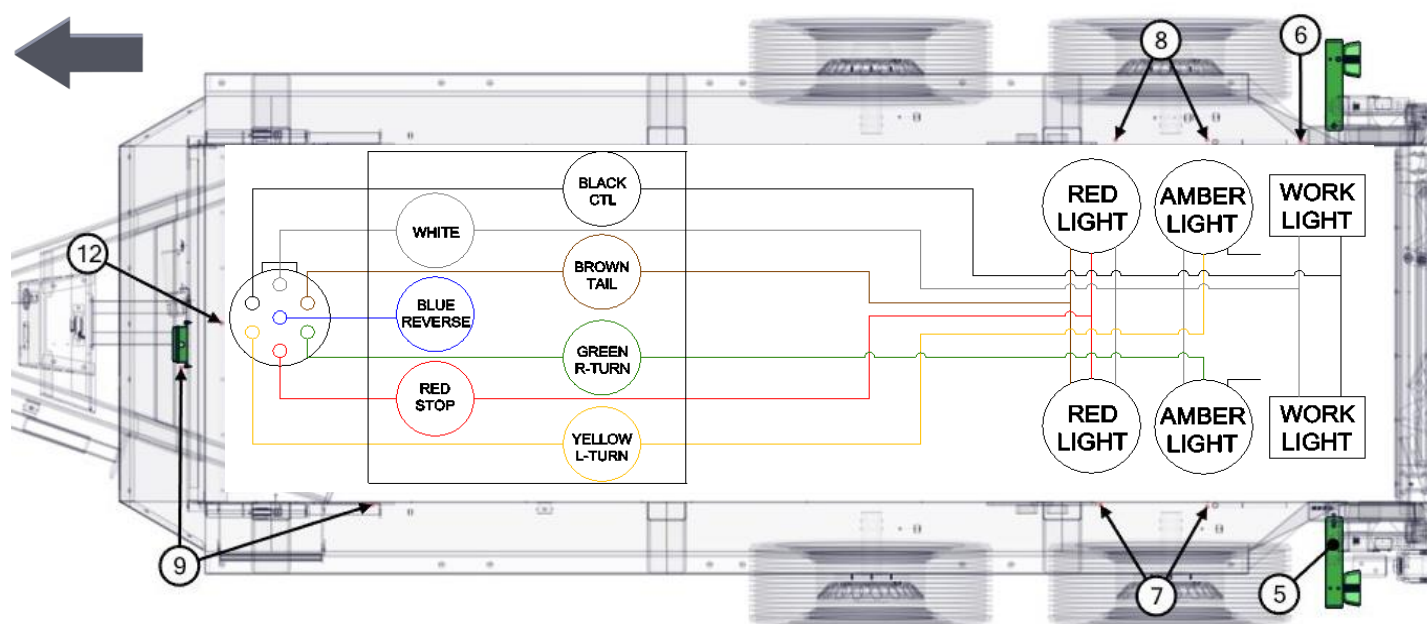 8
6
BLACK
CTL
RED
LIGHT
AMBER
LIGHT
WORK
LIGHT
WHITE
12
BROWN
TAIL
BLUE
REVERSE
GREEN
R-TURN
RED
STOP
RED
LIGHT
AMBER
LIGHT
WORK
LIGHT
YELLOW
L-TURN
9
7
5